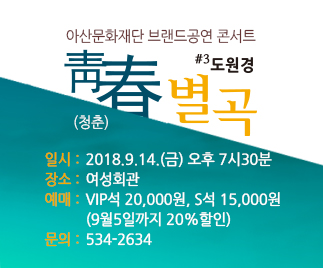 아산문화재단 브랜드공연 콘서트
靑春별곡 #3도원경
(청춘)
일시 : 2018.9.14.(금) 오후 7시30분
장소 : 여성회관
예매 : VIP석 20,000원, S석 15,000원
(9월5일까지 20%할인)
문의 : 534-2634